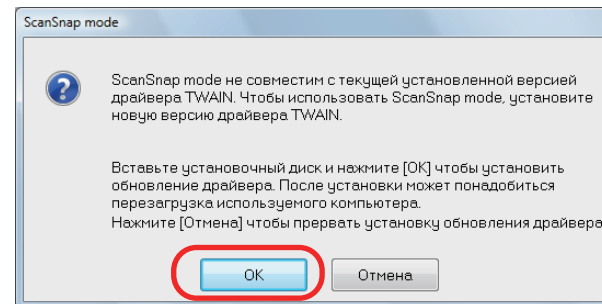 ScanSnap mode
ScanSnap mode не совместим с текущей установленной версией
драйвера TWAIN. Чтобы использовать ScanSnap mode, установите
новую версию драйвера TWAIN.
Вставьте установочный диск и нажмите [OK] чтобы установить
обновление драйвера. После установки может понадобиться
перезагрузка используемого компьютера.
Нажмите [Отмена] чтобы прервать установку обновления драйвера
OK
Отмена